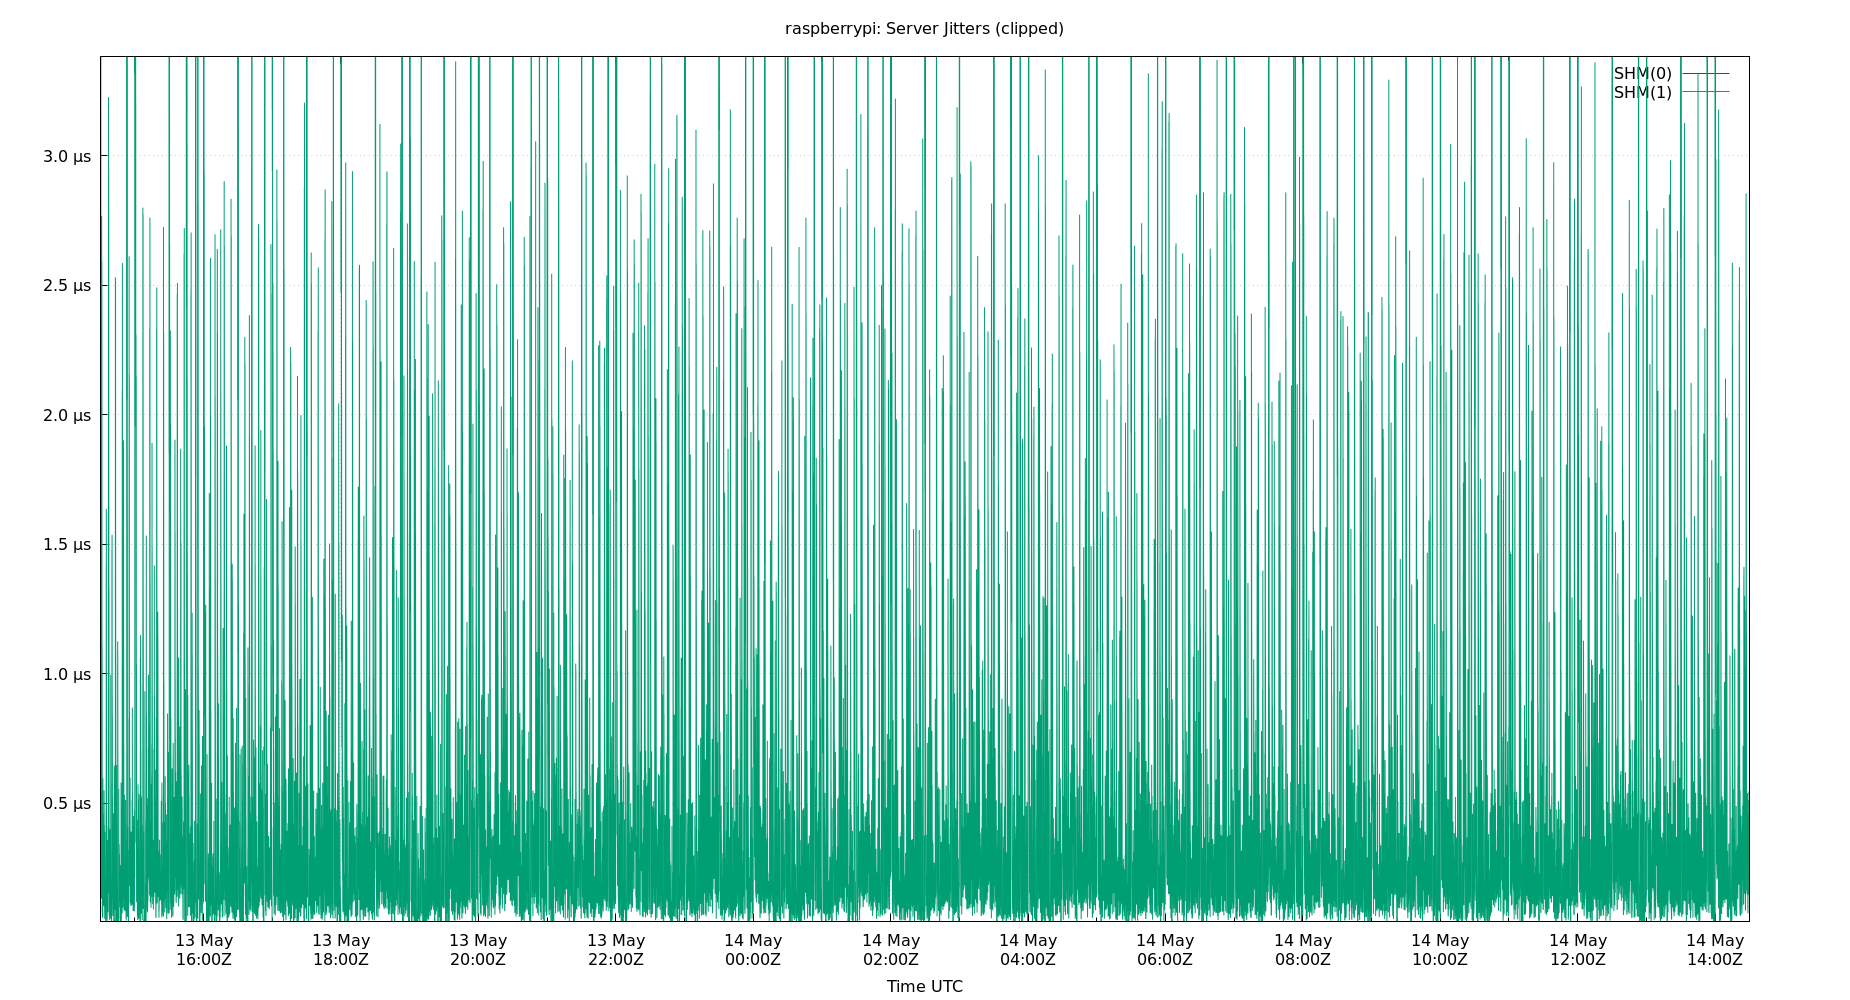 raspberrypi: Server Jitters (clipped)
SHM(0)
SHM(1)
3.0 µs
2.5 µs
2.0 µs
1.5 µs
1.0 µs
0.5 µs
13 May 13 May 13 May 13 May 14 May 14 May 14 May 14 May 14 May 14 May 14 May 14 May
16:00Z 18:00Z 20:00Z 22:00Z 00:00Z 02:00Z 04:00Z 06:00Z 08:00Z 10:00Z 12:00Z 14:00Z
Time UTC